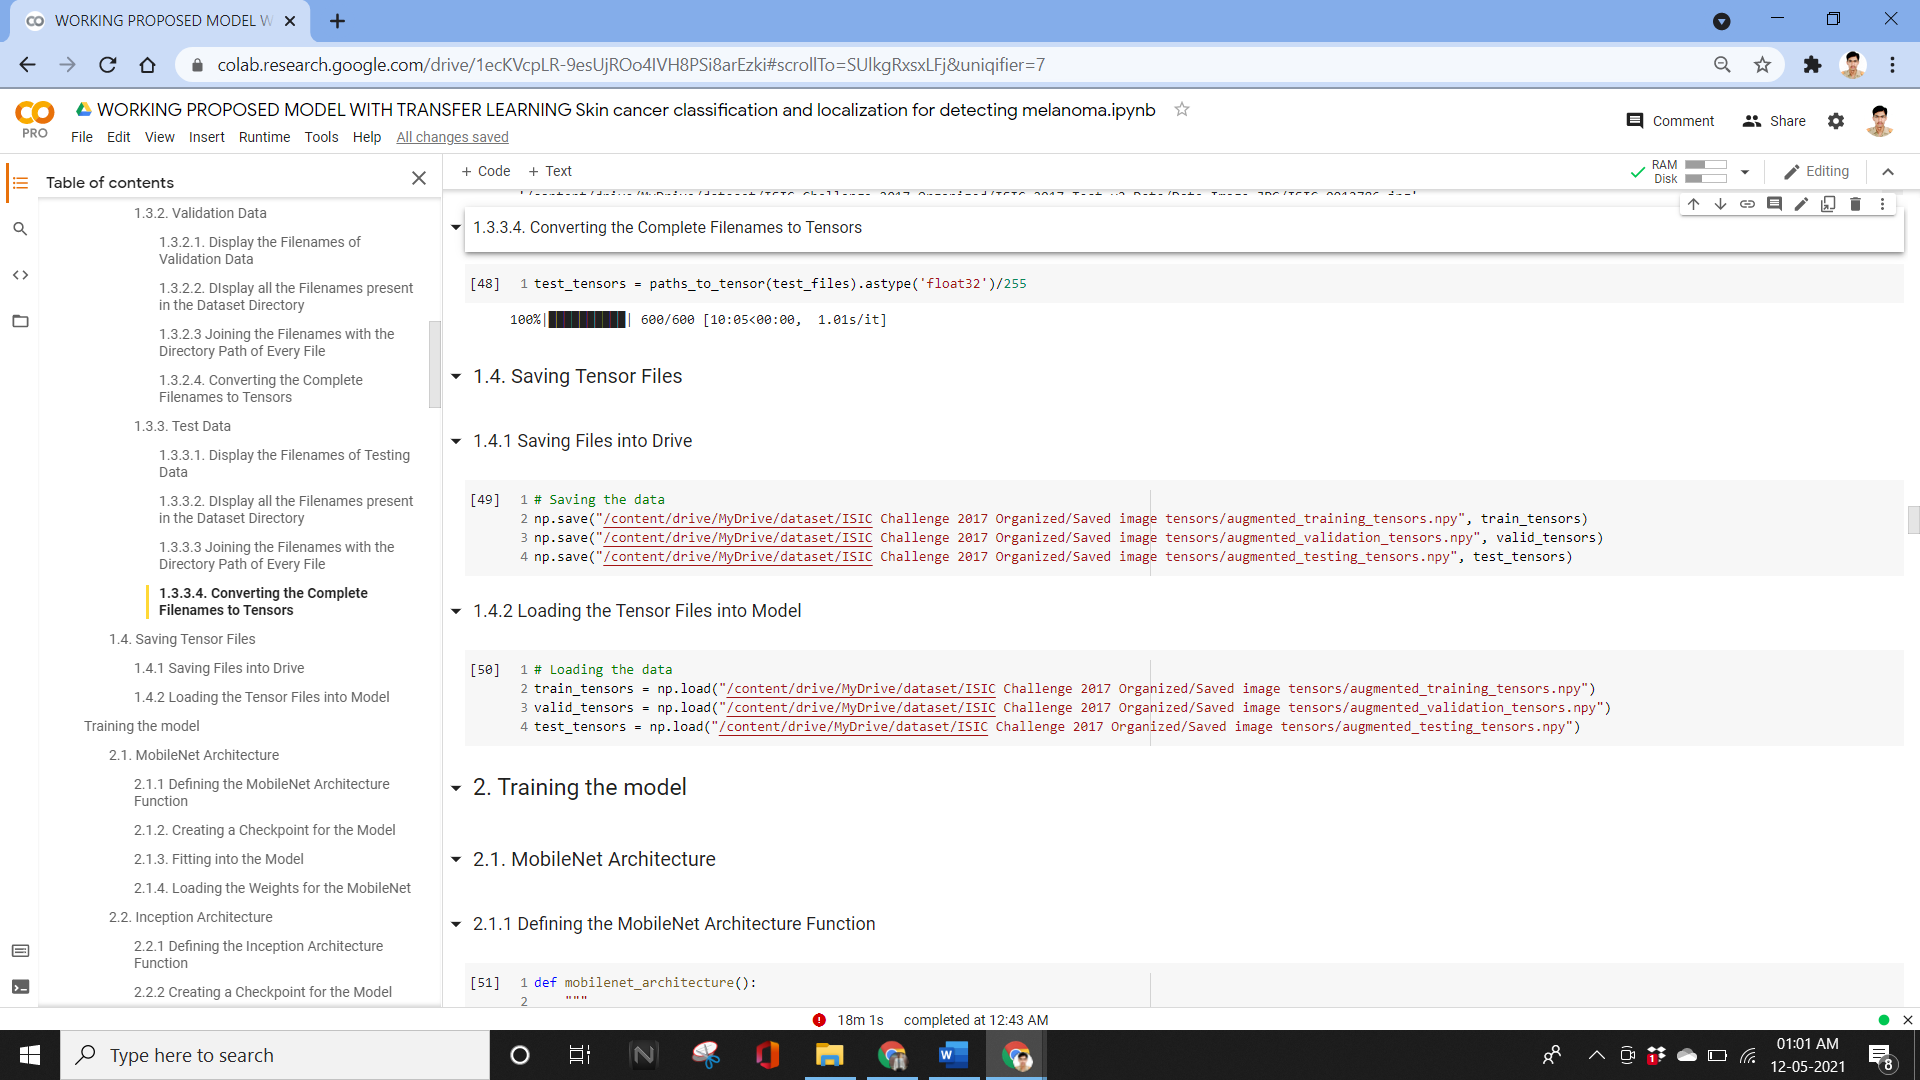 WORKING PROPOSED MODEL W
colab.research.google.com/drive/1ecKVcpLR-9esUjROo4IVH8PSi8arEzki#scrollTo=SUlkgRxsxLFj&uniqifier=7
PRO
WORKING PROPOSED MODEL WITH TRANSFER LEARNING Skin cancer classification and localization for detecting melanoma.ipynb
File Edit View Insert Runtime Tools Help All changes saved
Comment Share
Table of contents
+ Code + Text
RAM
Disk
Editing
1.3.2. Validation Data
1.3.2.1. Display the Filenames of
Validation Data
1.3.2.2. DIsplay all the Filenames present
in the Dataset Directory
1.3.2.3 Joining the Filenames with the
Directory Path of Every File
1.3.2.4. Converting the Complete
Filenames to Tensors
1.3.3. Test Data
1.3.3.1. Display the Filenames of Testing
Data
1.3.3.2. DIsplay all the Filenames present
in the Dataset Directory
1.3.3.3 Joining the Filenames with the
Directory Path of Every File
1.3.3.4. Converting the Complete
Filenames to Tensors
1.4. Saving Tensor Files
1.4.1 Saving Files into Drive
1.4.2 Loading the Tensor Files into Model
Training the model
2.1. MobileNet Architecture
2.1.1 Defining the MobileNet Architecture
Function
2.1.2. Creating a Checkpoint for the Model
2.1.3. Fitting into the Model
2.1.4. Loading the Weights for the MobileNet
2.2. Inception Architecture
2.2.1 Defining the Inception Architecture
Function
2.2.2 Creating a Checkpoint for the Model
1.3.3.4. Converting the Complete Filenames to Tensors
[48] 1 test_tensors = paths_to_tensor(test_files).astype('float32')/255
100%| | 600/600 [10:05<00:00, 1.01s/it]
1.4. Saving Tensor Files
1.4.1 Saving Files into Drive
[49] 1 # Saving the data
2 np.save("/content/drive/MyDrive/dataset/ISIC Challenge 2017 Organized/Saved image tensors/augmented_training_tensors.npy", train_tensors)
3 np.save("/content/drive/MyDrive/dataset/ISIC Challenge 2017 Organized/Saved image tensors/augmented_validation_tensors.npy", valid_tensors)
4 np.save("/content/drive/MyDrive/dataset/ISIC Challenge 2017 Organized/Saved image tensors/augmented_testing_tensors.npy", test_tensors)
1.4.2 Loading the Tensor Files into Model
[50] 1 # Loading the data
2 train_tensors = np.load("/content/drive/MyDrive/dataset/ISIC Challenge 2017 Organized/Saved image tensors/augmented_training_tensors.npy")
3 valid_tensors = np.load("/content/drive/MyDrive/dataset/ISIC Challenge 2017 Organized/Saved image tensors/augmented_validation_tensors.npy")
4 test_tensors = np.load("/content/drive/MyDrive/dataset/ISIC Challenge 2017 Organized/Saved image tensors/augmented_testing_tensors.npy")
2. Training the model
2.1. MobileNet Architecture
2.1.1 Defining the MobileNet Architecture Function
[51] 1 def mobilenet_architecture():
2 """
18m 1s completed at 12:43 AM
Type here to search
01:01 AM
12-05-2021
8